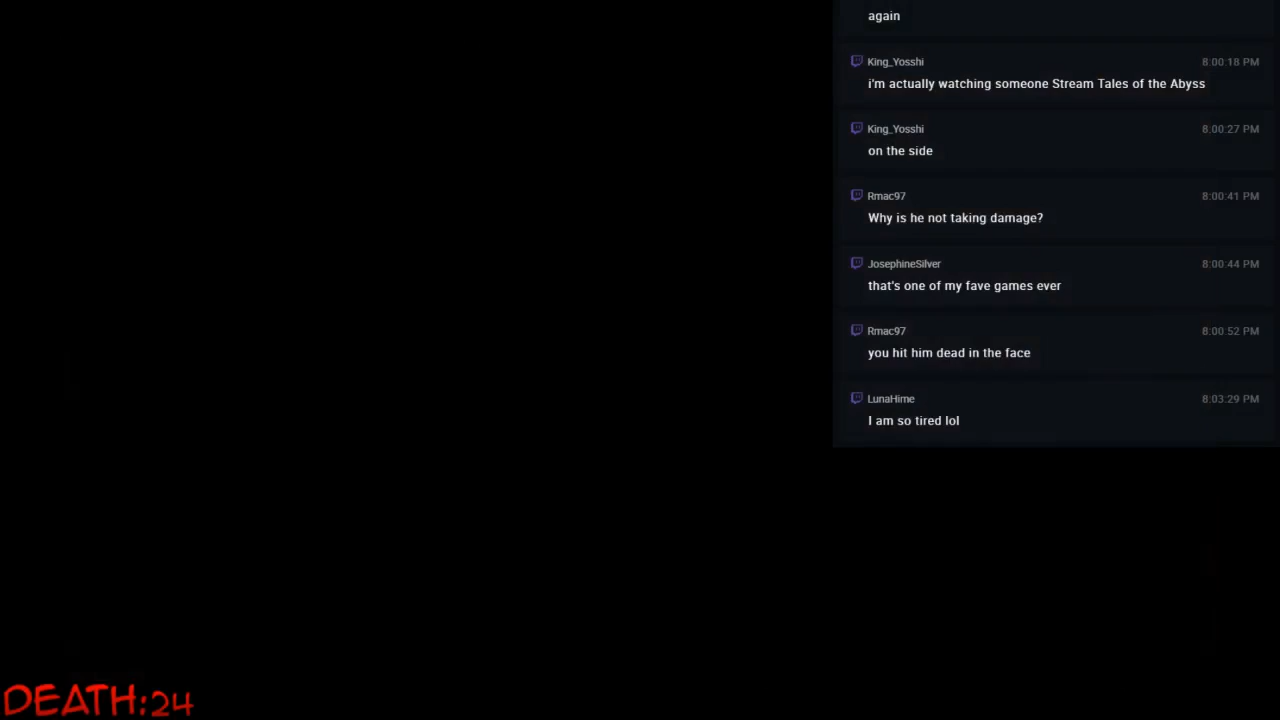 again
King_Yosshi 8:00:18 PM
i'm actually watching someone Stream Tales of the Abyss
King_Yosshi 8:00:27 PM
on the side
Rmac97 8:00:41 PM
Why is he not taking damage?
JosephineSilver 8:00:44 PM
that's one of my fave games ever
Rmac97 8:00:52 PM
you hit him dead in the face
LunaHime 8:03:29 PM
I am so tired lol
DEATH:24